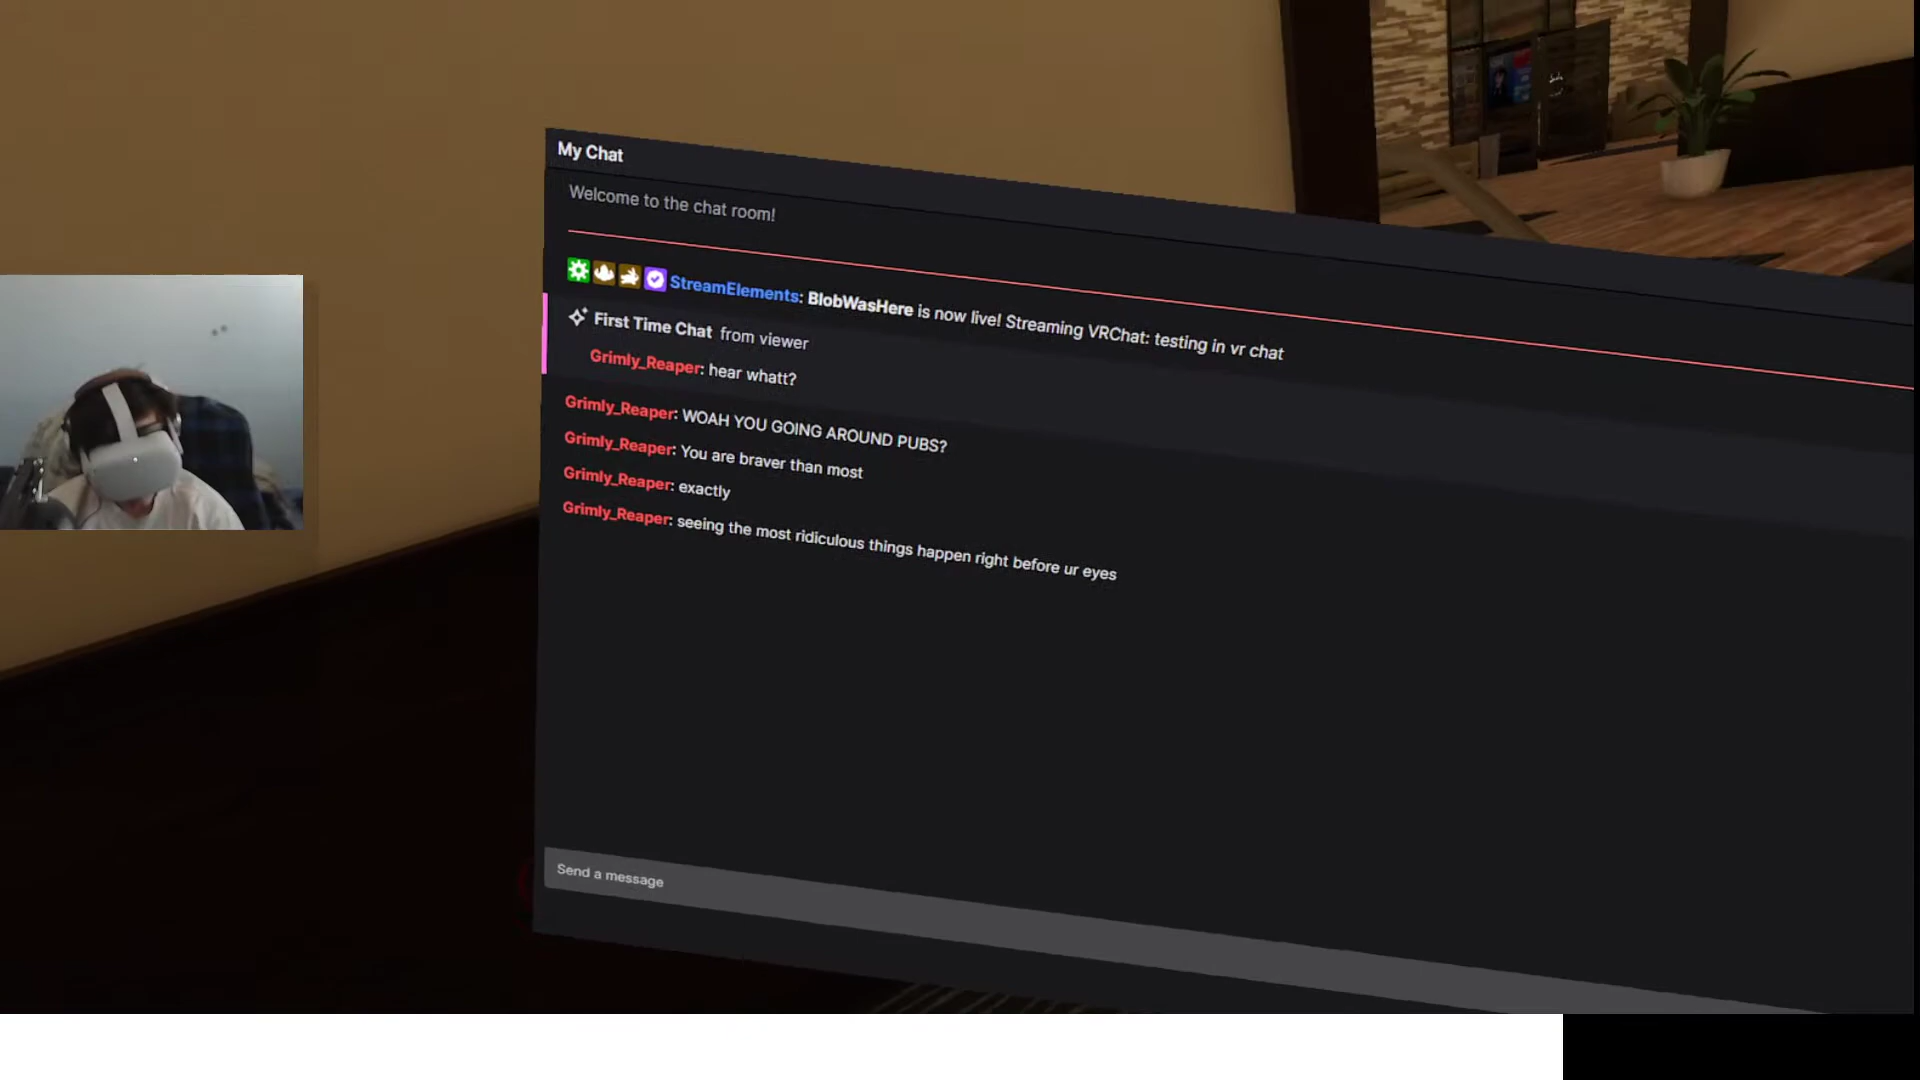 My Chat
Welcome to the chat room!
StreamElements: BlobWasHere is now live! Streaming VRChat: testing in vr chat
First Time Chat from viewer
Grimly_Reaper: hear whatt?
Grimly_Reaper: WOAH YOU GOING AROUND PUBS?
Grimly_Reaper: You are braver than most
Grimly_Reaper: exactly
Grimly_Reaper: seeing the most ridiculous things happen right before ur eyes
Send a message